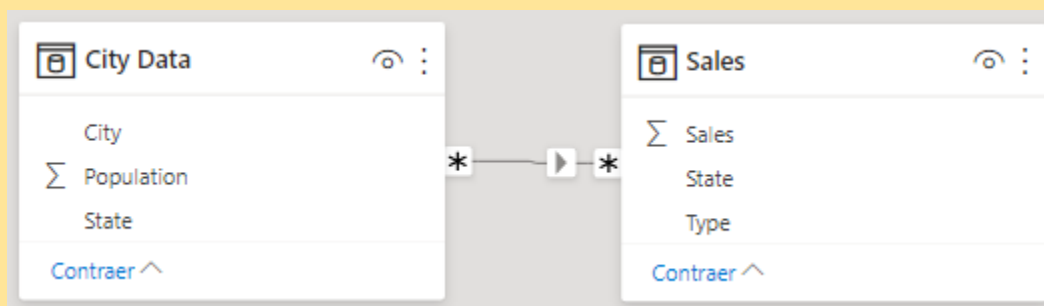 City Data
City
Σ Population
State
Contraer
* *
Sales
Σ Sales
State
Type
Contraer